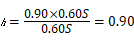 h = 0.90×0.60S / 0.60S = 0.90